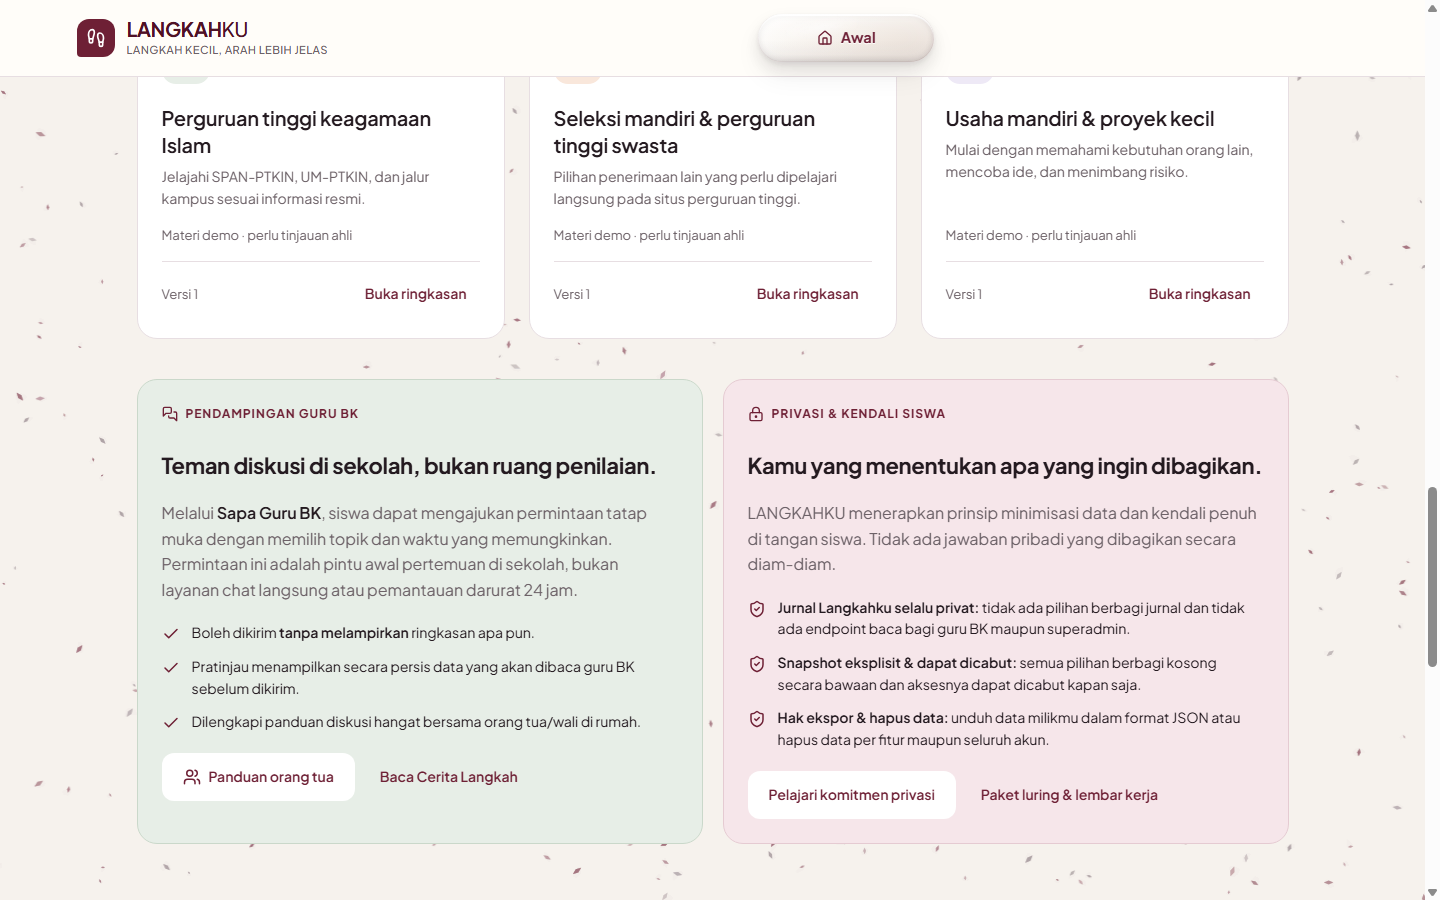 LANGKAHKU
LANGKAH KECIL, ARAH LEBIH JELAS
Awal
Perguruan tinggi keagamaan
Islam
Jelajahi SPAN-PTKIN, UM-PTKIN, dan jalur
kampus sesuai informasi resmi.
Materi demo · perlu tinjauan ahli
Versi 1
Buka ringkasan
Seleksi mandiri & perguruan
tinggi swasta
Pilihan penerimaan lain yang perlu dipelajari
langsung pada situs perguruan tinggi.
Materi demo · perlu tinjauan ahli
Versi 1
Buka ringkasan
Usaha mandiri & proyek kecil
Mulai dengan memahami kebutuhan orang lain,
mencoba ide, dan menimbang risiko.
Materi demo · perlu tinjauan ahli
Versi 1
Buka ringkasan
PENDAMPINGAN GURU BK
Teman diskusi di sekolah, bukan ruang penilaian.
Melalui Sapa Guru BK, siswa dapat mengajukan permintaan tatap
muka dengan memilih topik dan waktu yang memungkinkan.
Permintaan ini adalah pintu awal pertemuan di sekolah, bukan
layanan chat langsung atau pemantauan darurat 24 jam.
Boleh dikirim tanpa melampirkan ringkasan apa pun.
Pratinjau menampilkan secara persis data yang akan dibaca guru BK
sebelum dikirim.
Dilengkapi panduan diskusi hangat bersama orang tua/wali di rumah.
Panduan orang tua
Baca Cerita Langkah
PRIVASI & KENDALI SISWA
Kamu yang menentukan apa yang ingin dibagikan.
LANGKAHKU menerapkan prinsip minimisasi data dan kendali penuh
di tangan siswa. Tidak ada jawaban pribadi yang dibagikan secara
diam-diam.
Jurnal Langkahku selalu privat: tidak ada pilihan berbagi jurnal dan tidak
ada endpoint baca bagi guru BK maupun superadmin.
Snapshot eksplisit & dapat dicabut: semua pilihan berbagi kosong
secara bawaan dan aksesnya dapat dicabut kapan saja.
Hak ekspor & hapus data: unduh data milikmu dalam format JSON atau
hapus data per fitur maupun seluruh akun.
Pelajari komitmen privasi
Paket luring & lembar kerja